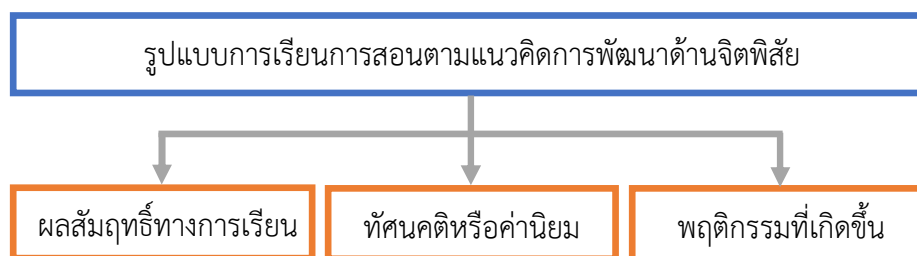 รูปแบบการเรียนการสอนตามแนวคิดการพัฒนาด้านจิตพิสัย
ผลสัมฤทธิ์ทางการเรียน
ทัศนคติหรือค่านิยม
พฤติกรรมที่เกิดขึ้น